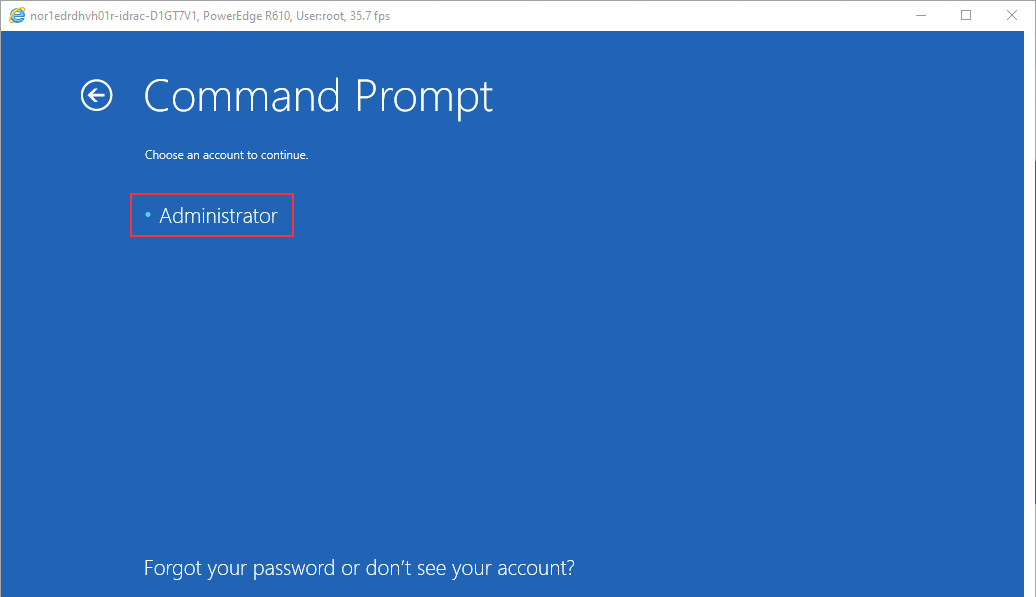 nor1edrdhvh01r-idrac-D1GT7V1, PowerEdge R610, User:root, 35.7 fps
Command Prompt
Choose an account to continue.
Administrator
Forgot your password or don’t see your account?